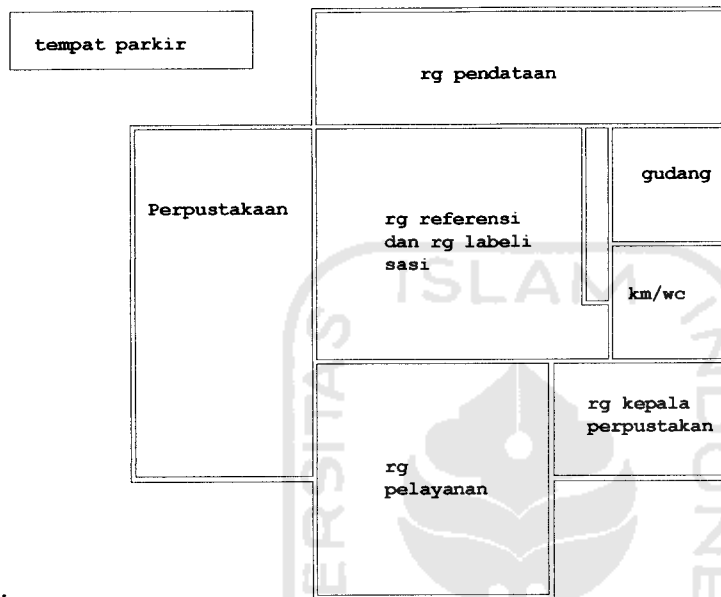 tempat parkir
rg pendataan
gudang
Perpustakaan
rg referensi
dan rg labeli
sasi
km/wc
rg kepala
perpustakan
rg
pelayanan
ISLAM